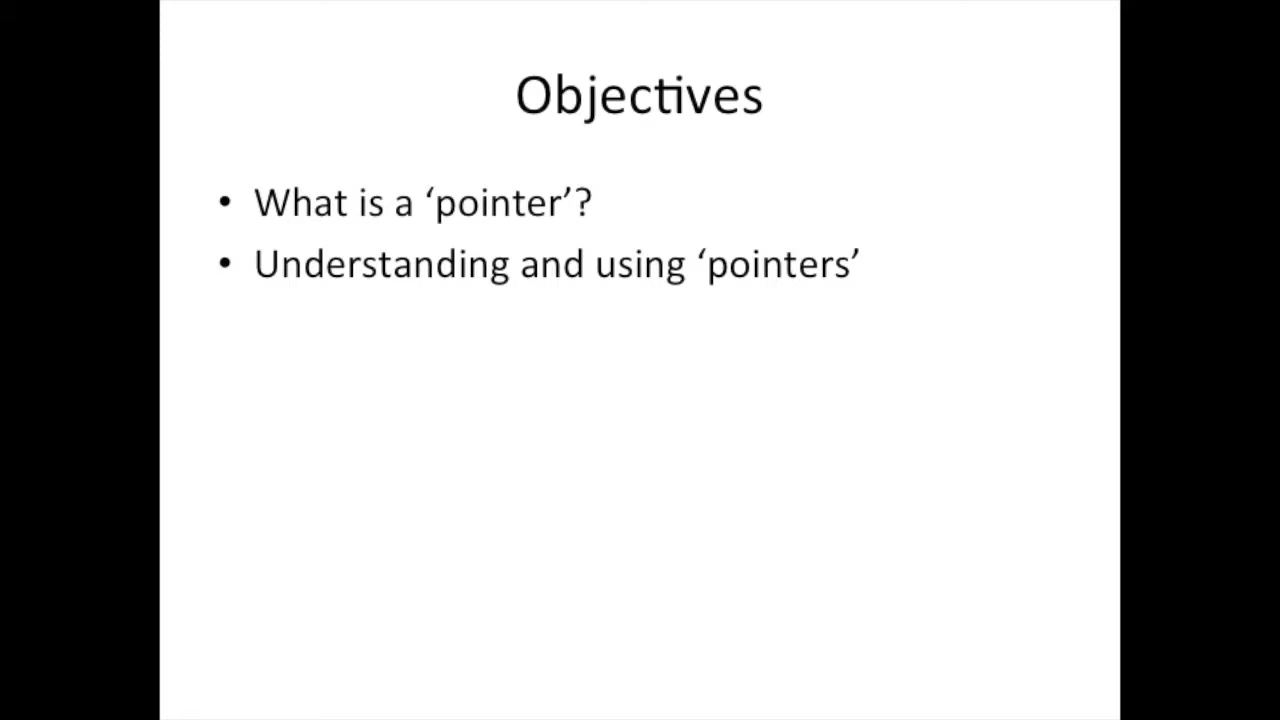 Objectives
• What is a ‘pointer’?
• Understanding and using ‘pointers’